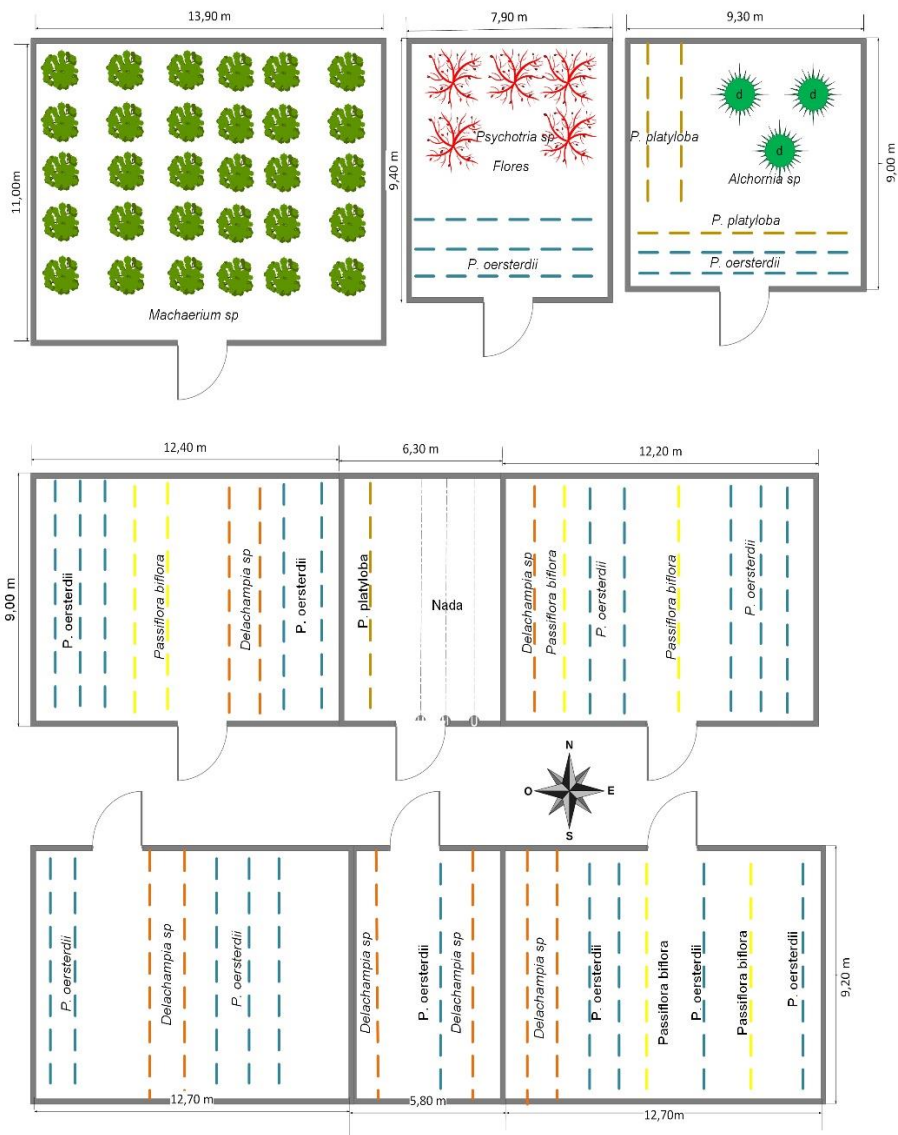 13,90 m
7,90 m
9,30 m
11,00m
9,40 m
9,00 m
Psychotria sp
Flores
P. oersterdii
P. platyloba
d
d
d
Alchornia sp
P. platyloba
P. oersterdii
Machaerium sp
12,40 m
6,30 m
12,20 m
9,00 m
P. oersterdii
Passiflora biflora
Delachampia sp
P. oersterdii
P. platyloba
Nada
Delachampia sp
Passiflora biflora
P. oersterdii
Passiflora biflora
P. oersterdii
N
O
E
S
P. oersterdii
Delachampia sp
P. oersterdii
Delachampia sp
P. oersterdii
Delachampia sp
Delachampia sp
P. oersterdii
Passiflora biflora
P. oersterdii
Passiflora biflora
P. oersterdii
9,20 m
12,70 m
5,80 m
12,70m